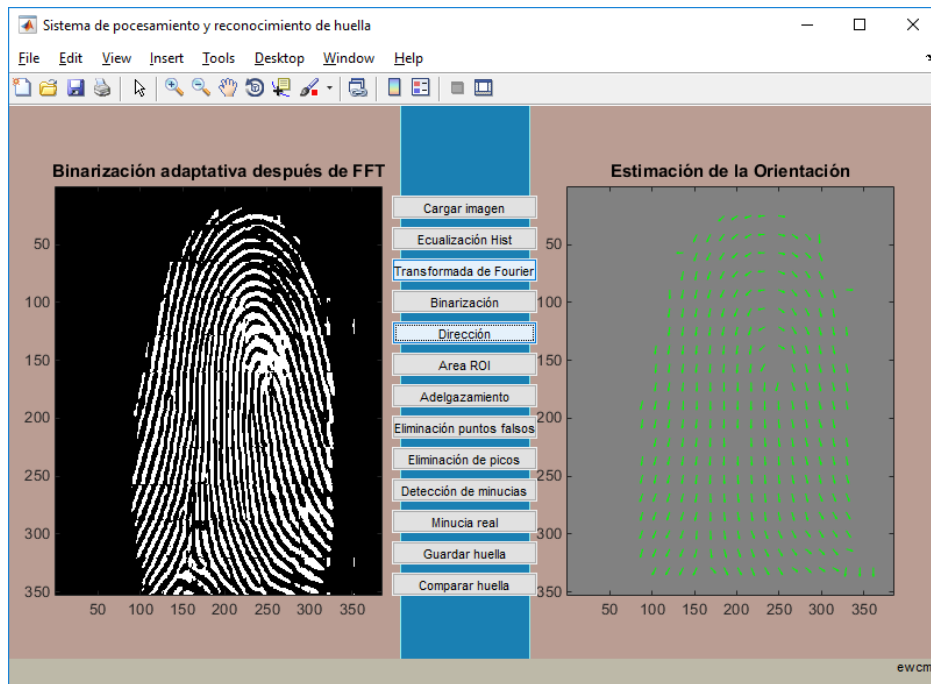 Sistema de pocesamiento y reconocimiento de huella
File Edit View Insert Tools Desktop Window Help
Binarización adaptativa después de FFT
50
100
150
200
250
300
350
50 100 150 200 250 300 350
Cargar imagen
Ecualización Hist
Transformada de Fourier
Binarización
Dirección
Area ROI
Adelgazamiento
Eliminación puntos falsos
Eliminación de picos
Detección de minucias
Minucia real
Guardar huella
Comparar huella
Estimación de la Orientación
50
100
150
200
250
300
350
50 100 150 200 250 300 350
ewcm